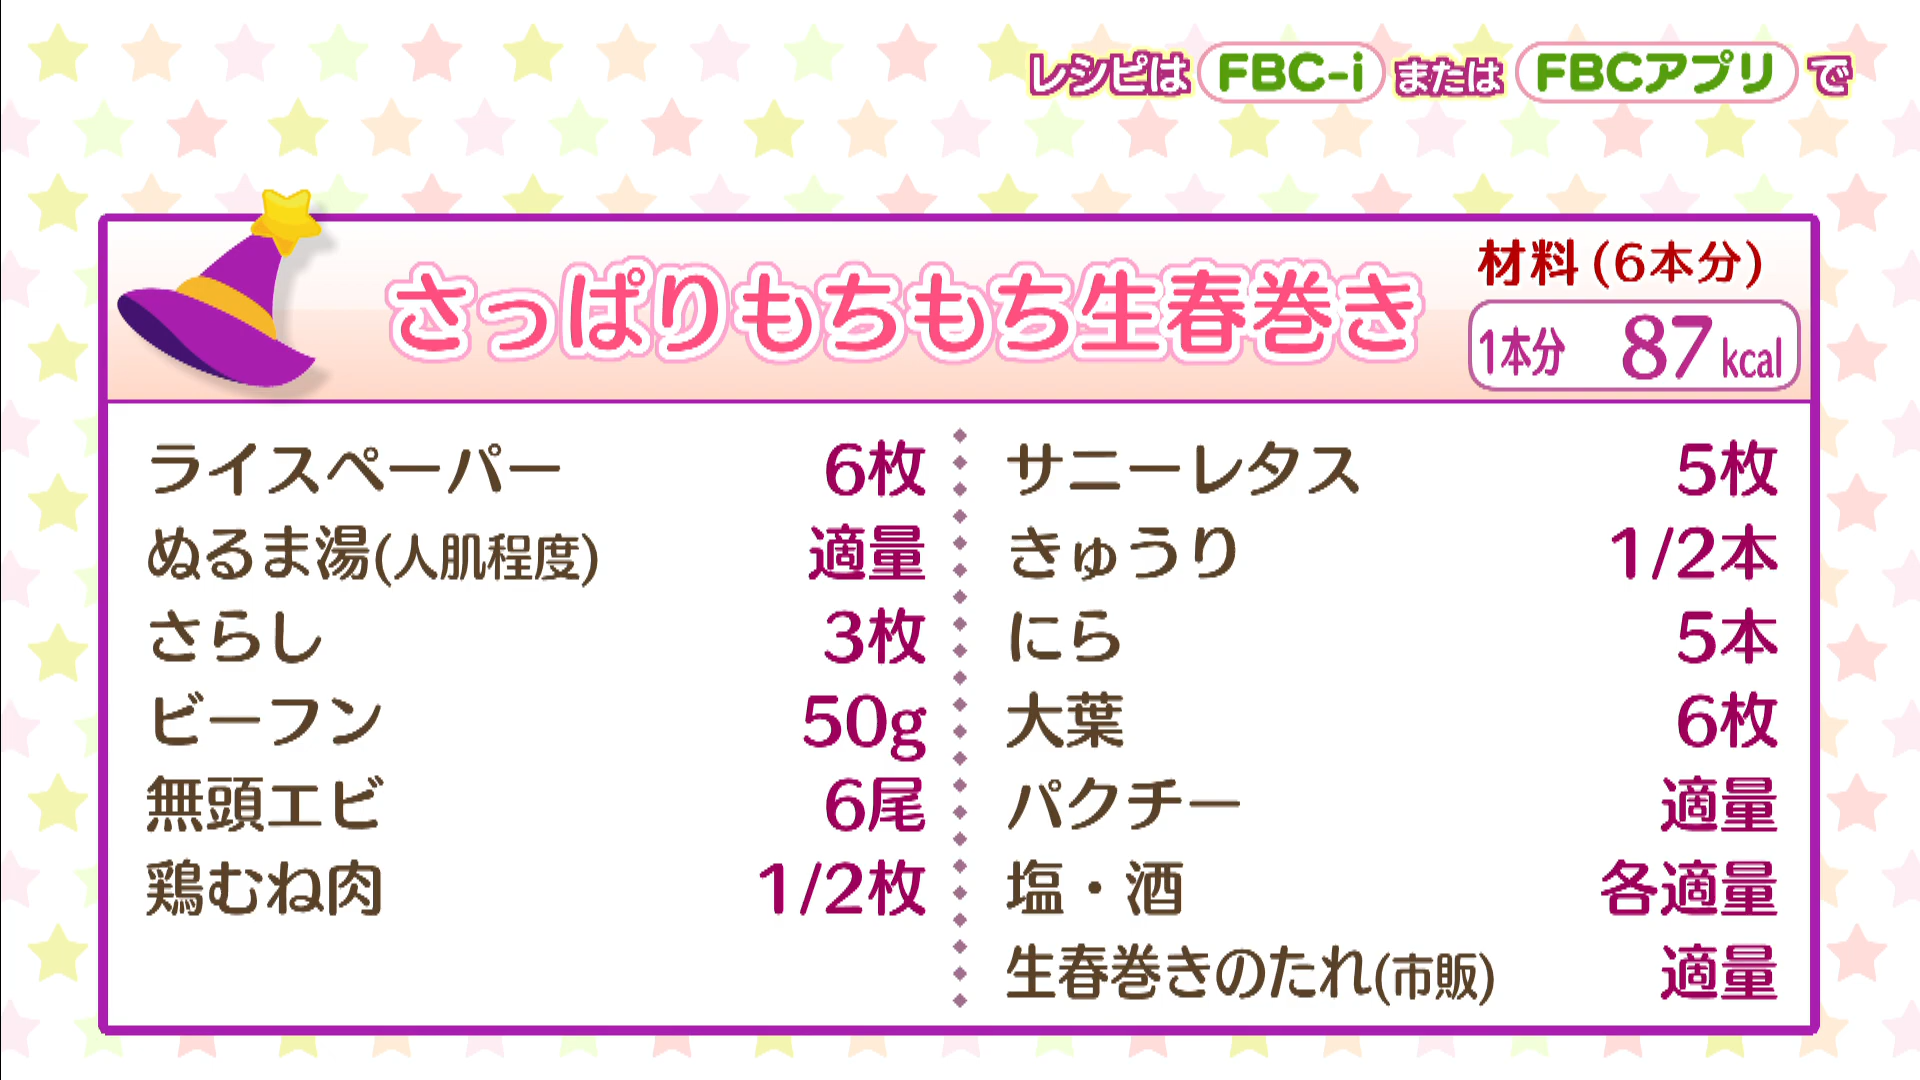 レシピは FBC-i または FBCアプリ で
さっぱりもちもち生春巻き
材料(6本分)
1本分 87kcal
ライスペーパー 6枚
ぬるま湯(人肌程度) 適量
さらし 3枚
ビーフン 50g
無頭エビ 6尾
鶏むね肉 1/2枚
サニーレタス 5枚
きゅうり 1/2本
にら 5本
大葉 6枚
パクチー 適量
塩・酒 各適量
生春巻きのたれ(市販) 適量